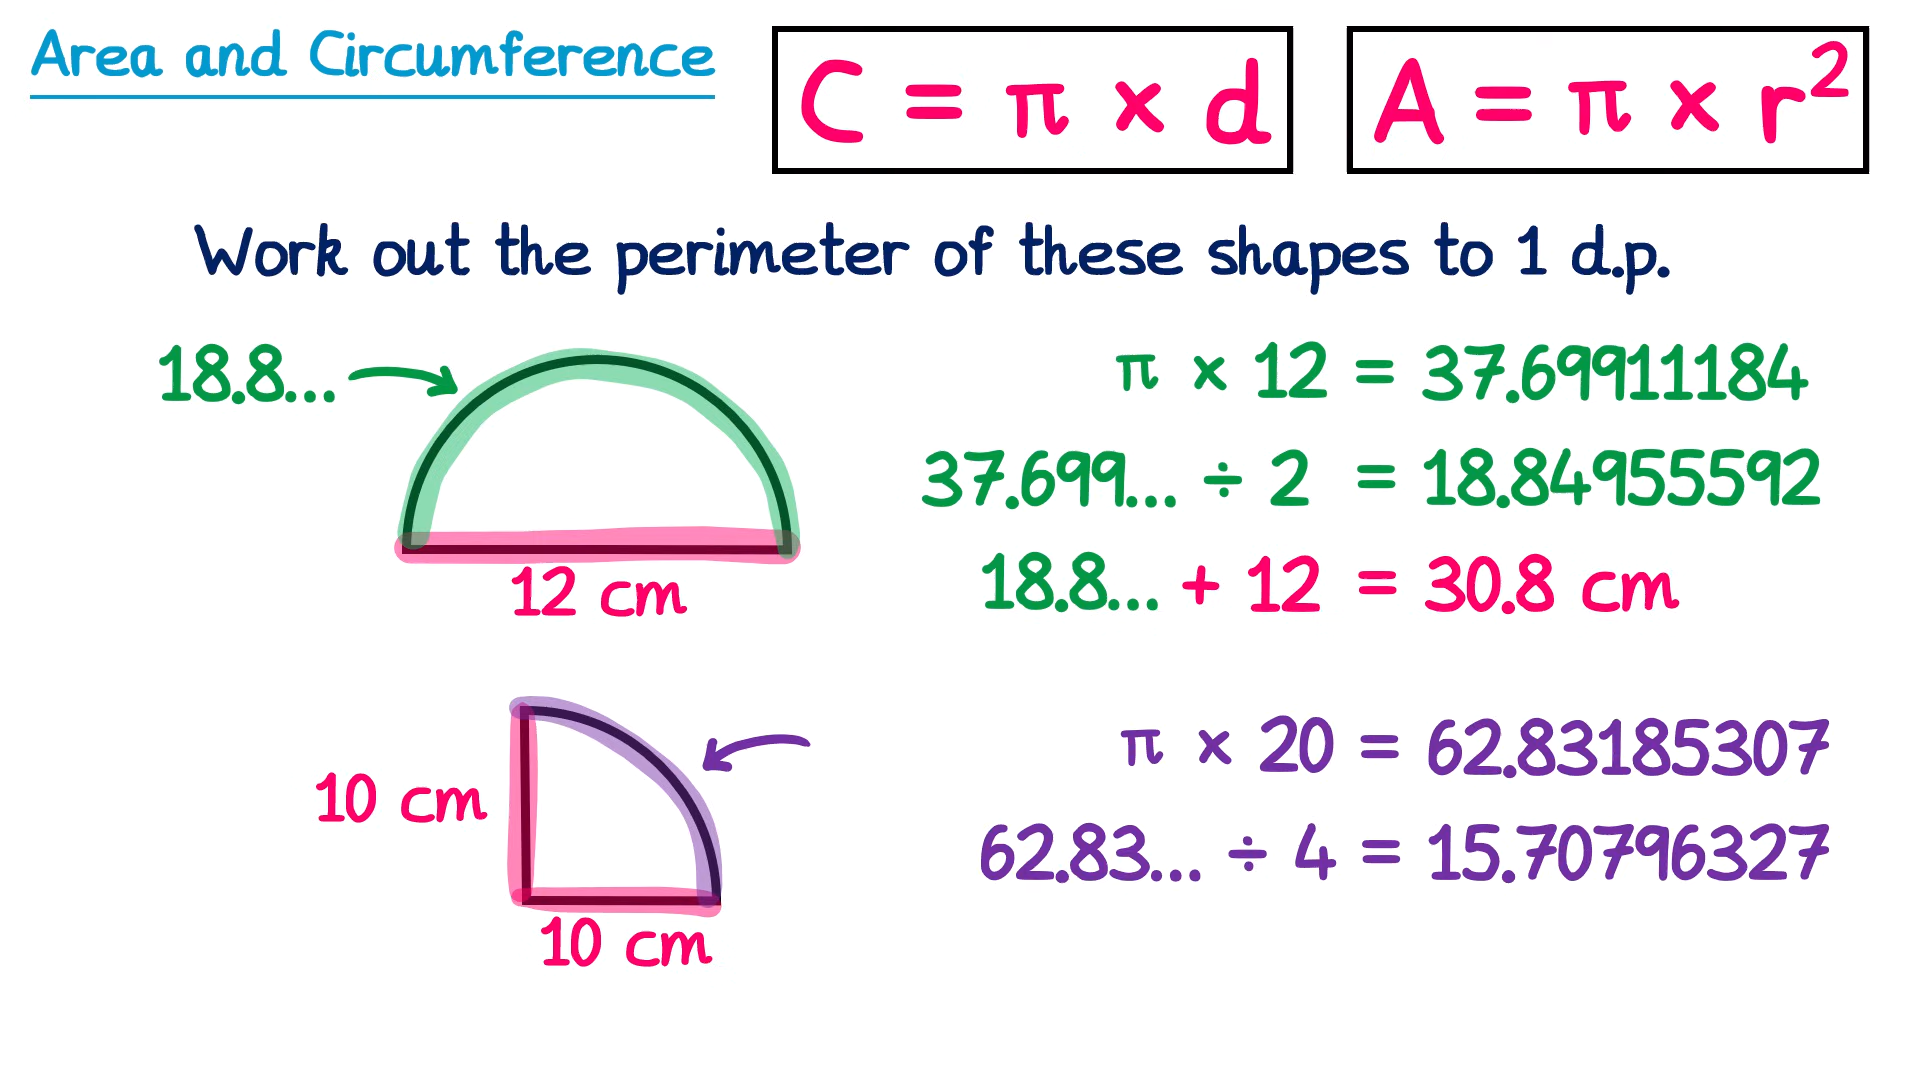 Area and Circumference
C = π × d
A = π × r²
Work out the perimeter of these shapes to 1 d.p.
18.8...
12 cm
π × 12 = 37.69911184
37.699... ÷ 2 = 18.84955592
18.8... + 12 = 30.8 cm
10 cm
10 cm
π × 20 = 62.83185307
62.83... ÷ 4 = 15.70796327